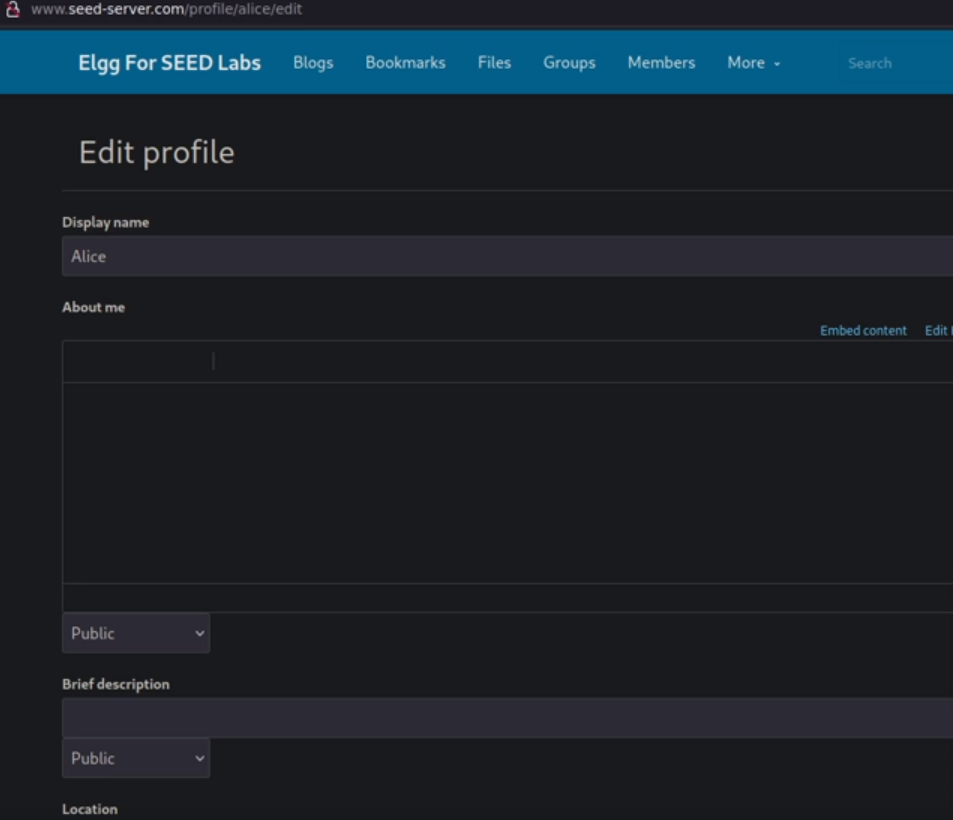 www.seed-server.com/profile/alice/edit
Elgg For SEED Labs Blogs Bookmarks Files Groups Members More Search
Edit profile
Display name
Alice
About me
Embed content Edit
Public
Brief description
Public
Location